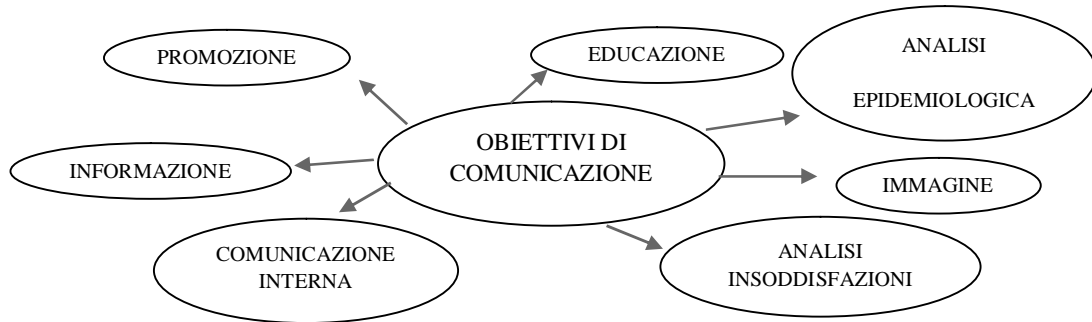 PROMOZIONE
EDUCAZIONE
ANALISI
EPIDEMIOLOGICA
OBIETTIVI DI
COMUNICAZIONE
INFORMAZIONE
IMMAGINE
COMUNICAZIONE
INTERNA
ANALISI
INSODDISFAZIONI